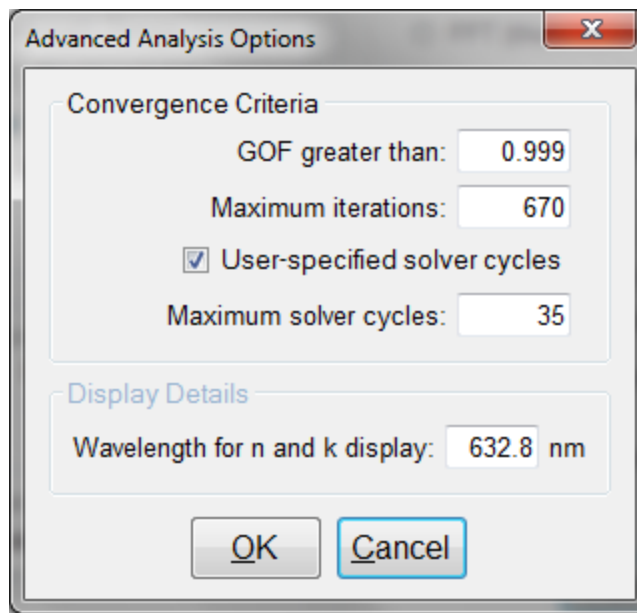 Advanced Analysis Options
Convergence Criteria
GOF greater than: 0.999
Maximum iterations: 670
User-specified solver cycles
Maximum solver cycles: 35
Display Details
Wavelength for n and k display: 632.8 nm
OK Cancel